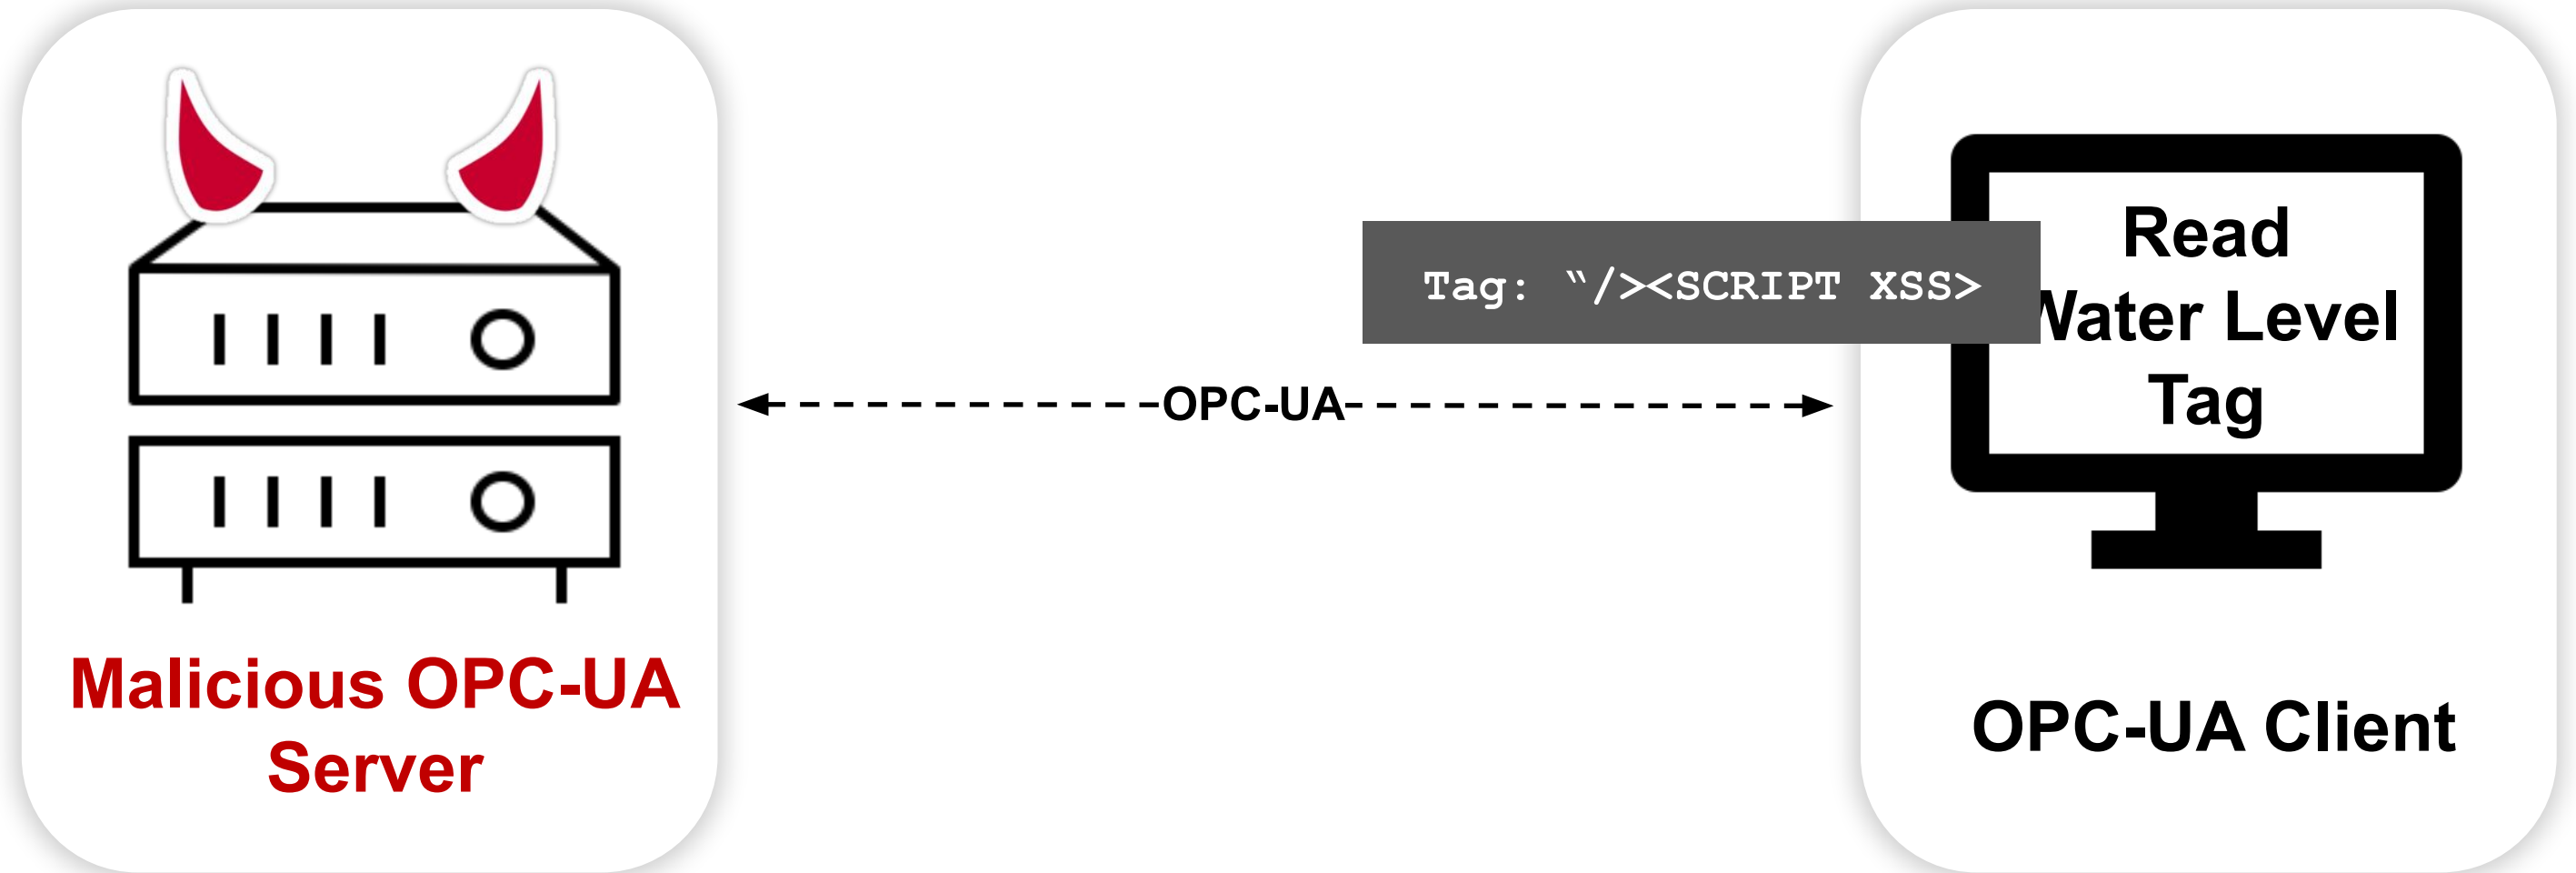 Malicious OPC-UA
Server
OPC-UA
Tag: “/><SCRIPT XSS>
Read
Water Level
Tag
OPC-UA Client